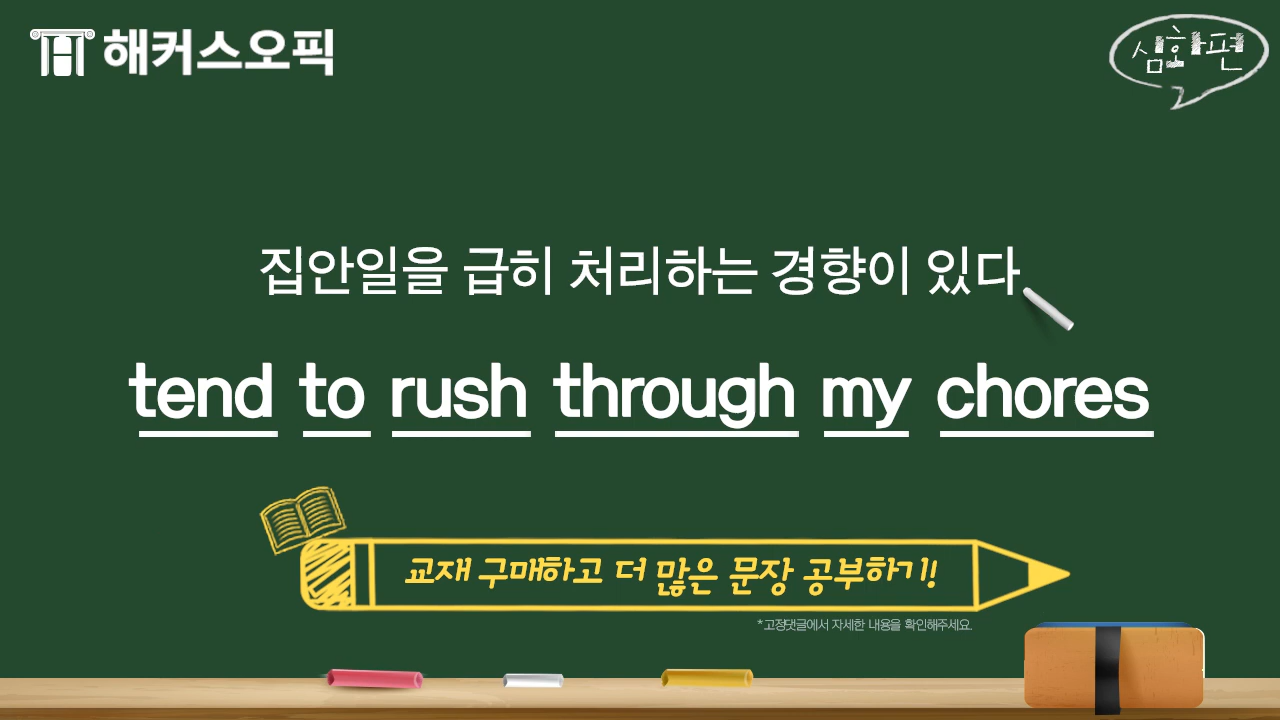 해커스오픽
심화편
집안일을 급히 처리하는 경향이 있다
tend to rush through my chores
교재 구매하고 더 많은 문장 공부하기!
*고정댓글에서 자세한 내용을 확인해주세요.